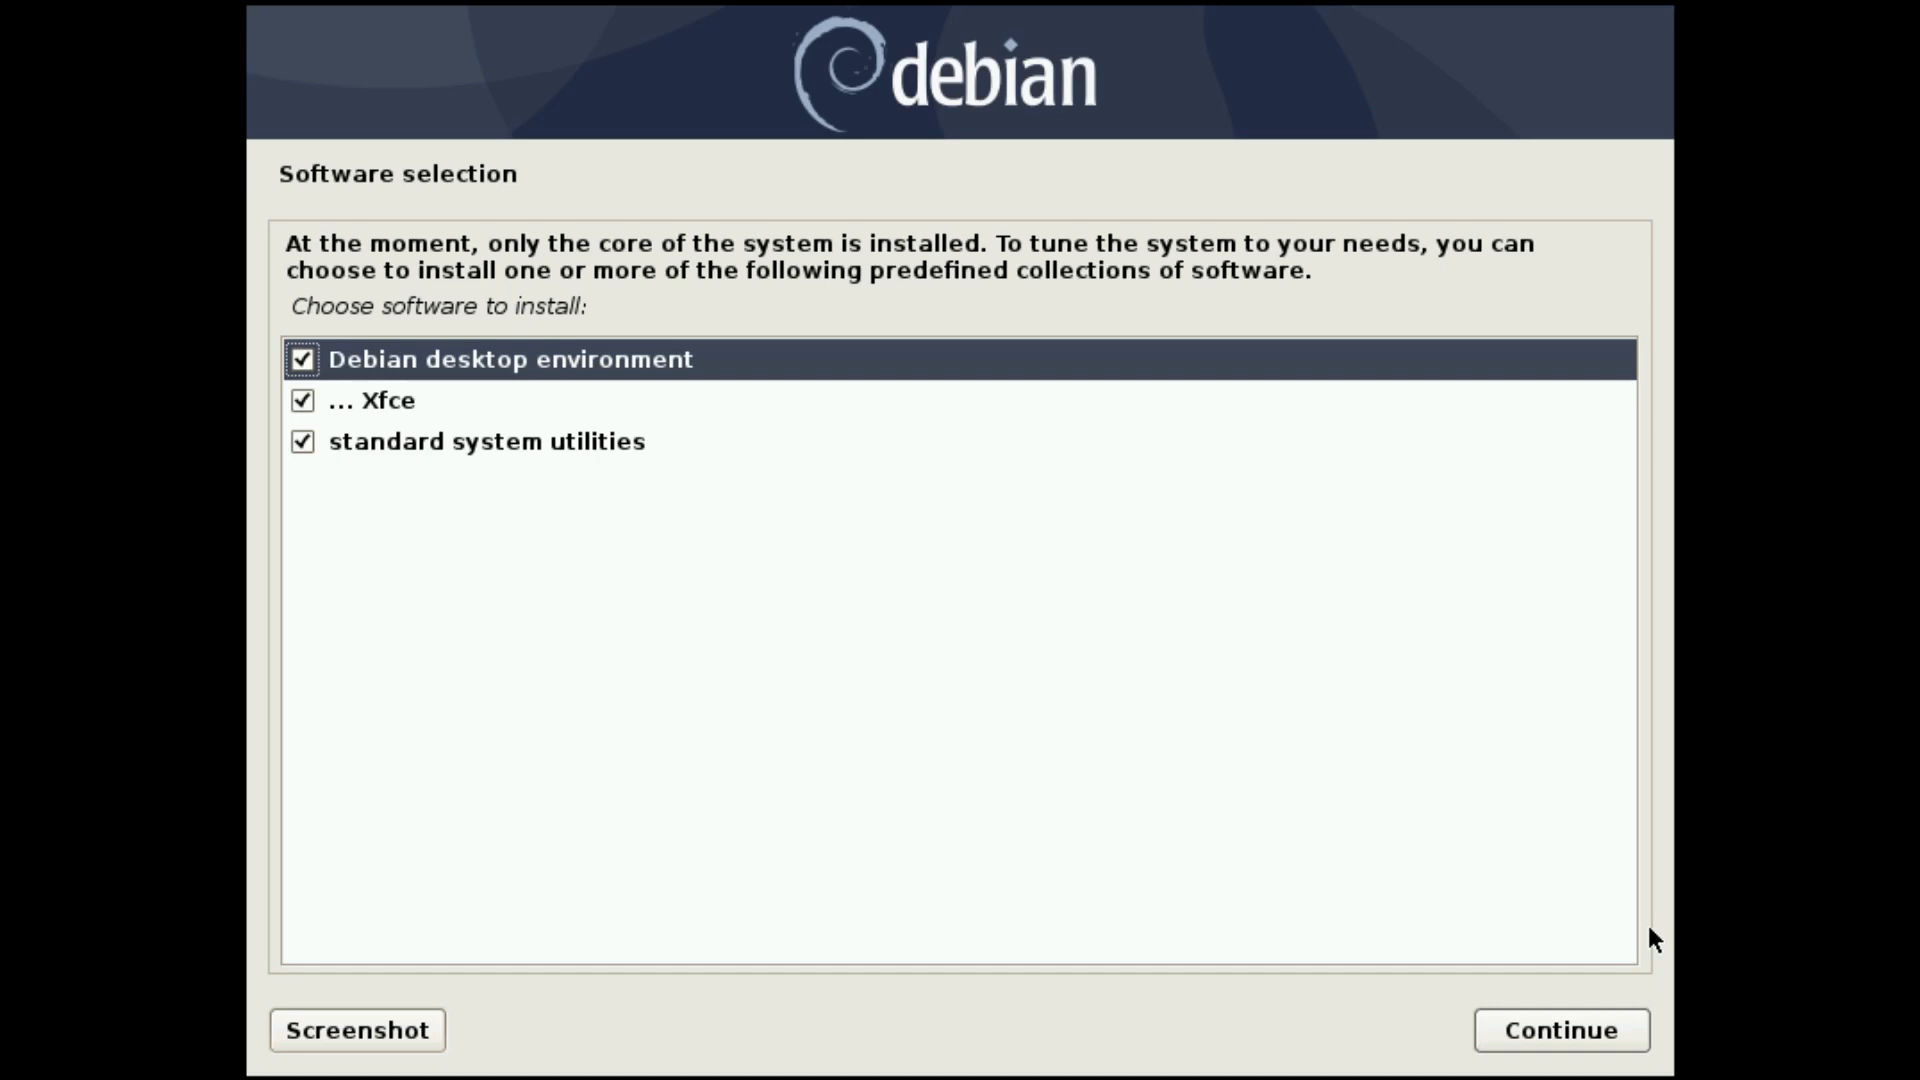 debian
Software selection
At the moment, only the core of the system is installed. To tune the system to your needs, you can
choose to install one or more of the following predefined collections of software.
Choose software to install:
Debian desktop environment
... Xfce
standard system utilities
Screenshot
Continue